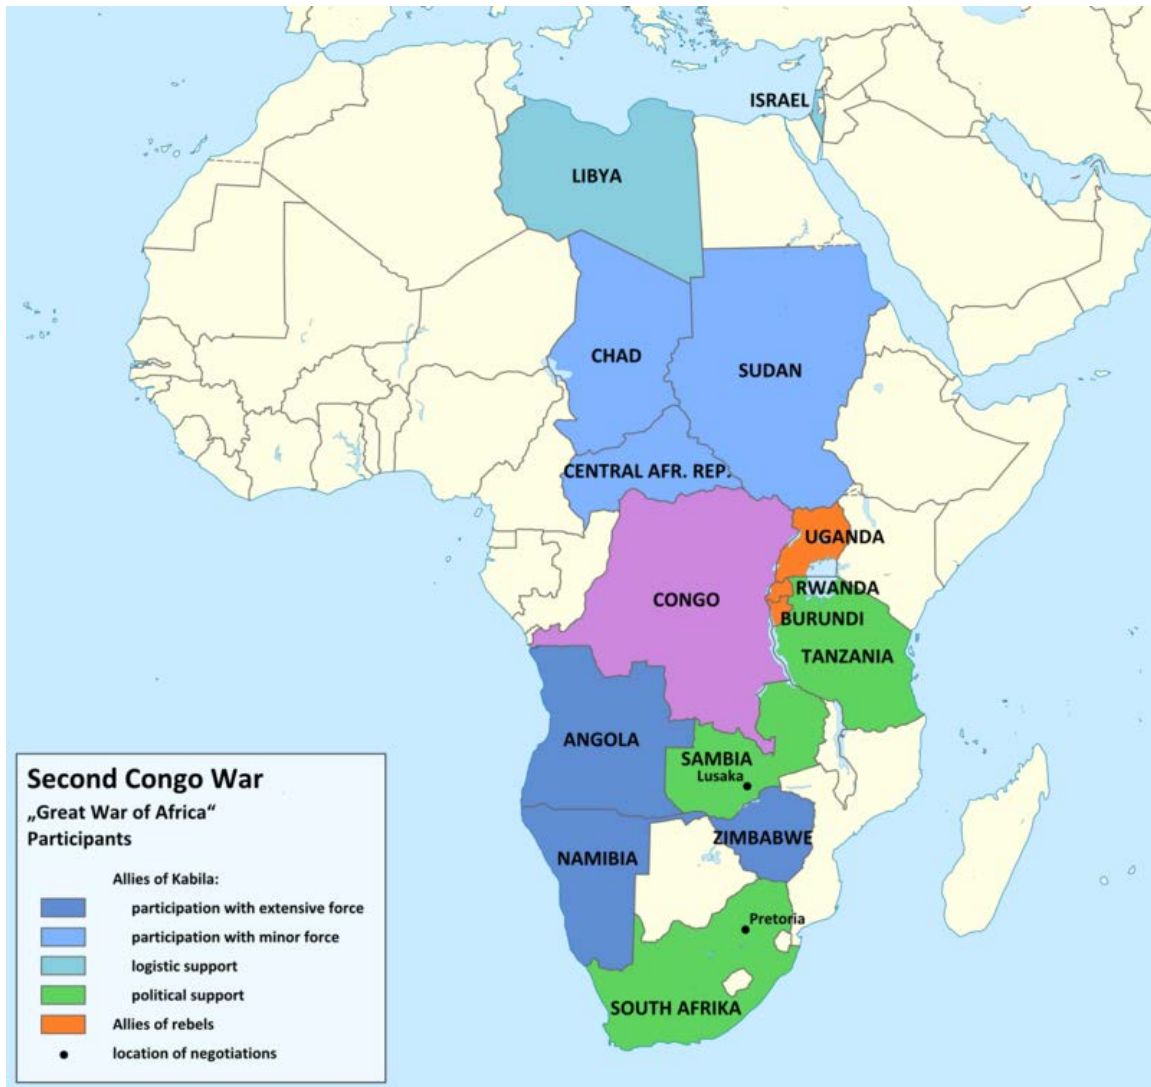 ISRAEL
LIBYA
CHAD
SUDAN
CENTRAL AFR. REP.
UGANDA
RWANDA
CONGO
BURUNDI
TANZANIA
ANGOLA
SAMBIA
Lusaka
ZIMBABWE
NAMIBIA
Pretoria
SOUTH AFRIKA
Second Congo War
„Great War of Africa“
Participants
Allies of Kabila:
participation with extensive force
participation with minor force
logistic support
political support
Allies of rebels
location of negotiations